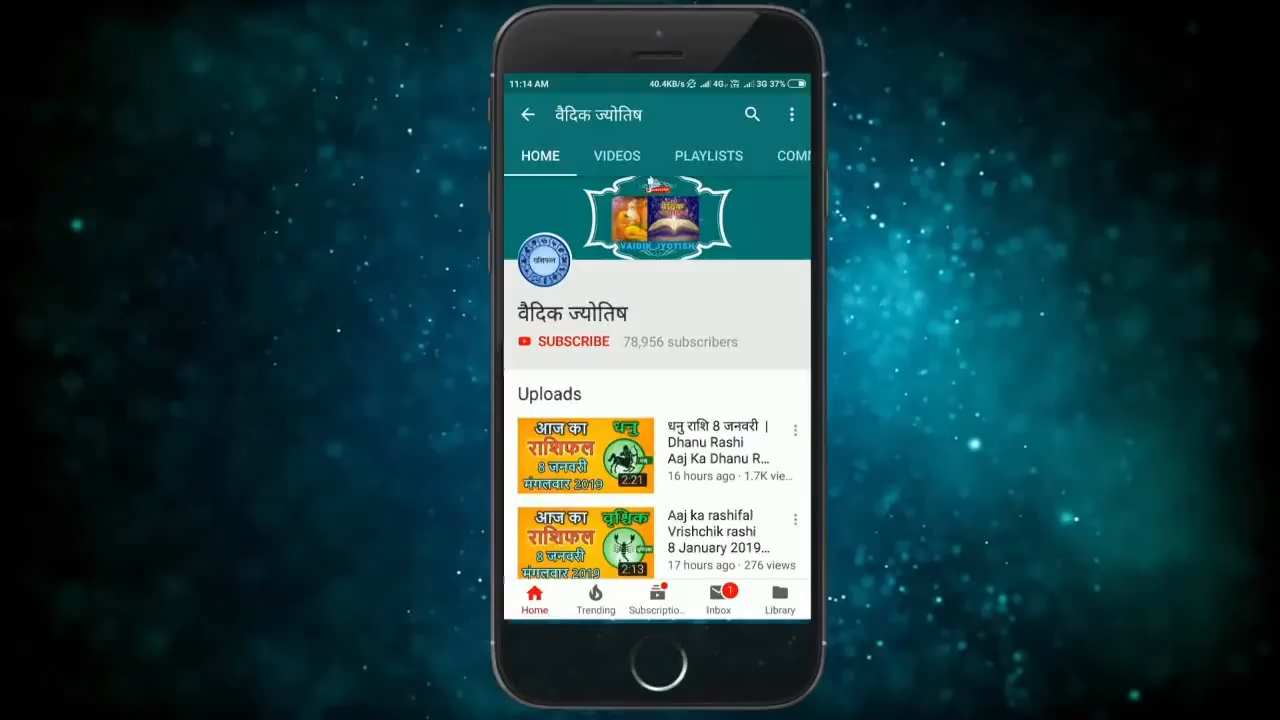 11:14 AM 40.4KB/s 4G 3G 37%
वैदिक ज्योतिष
HOME VIDEOS PLAYLISTS COMM
वैदिक
VAIDIK JYOTISH
राशिफल
वैदिक ज्योतिष
SUBSCRIBE 78,956 subscribers
Uploads
आज का धनु
राशिफल
8 जनवरी
मंगलवार 2019
2:21
धनु राशि 8 जनवरी |
Dhanu Rashi
Aaj Ka Dhanu R...
16 hours ago · 1.7K vie...
आज का वृश्चिक
राशिफल
8 जनवरी
मंगलवार 2019
2:13
Aaj ka rashifal
Vrishchik rashi
8 January 2019...
17 hours ago · 276 views
1
Home Trending Subscriptio... Inbox Library